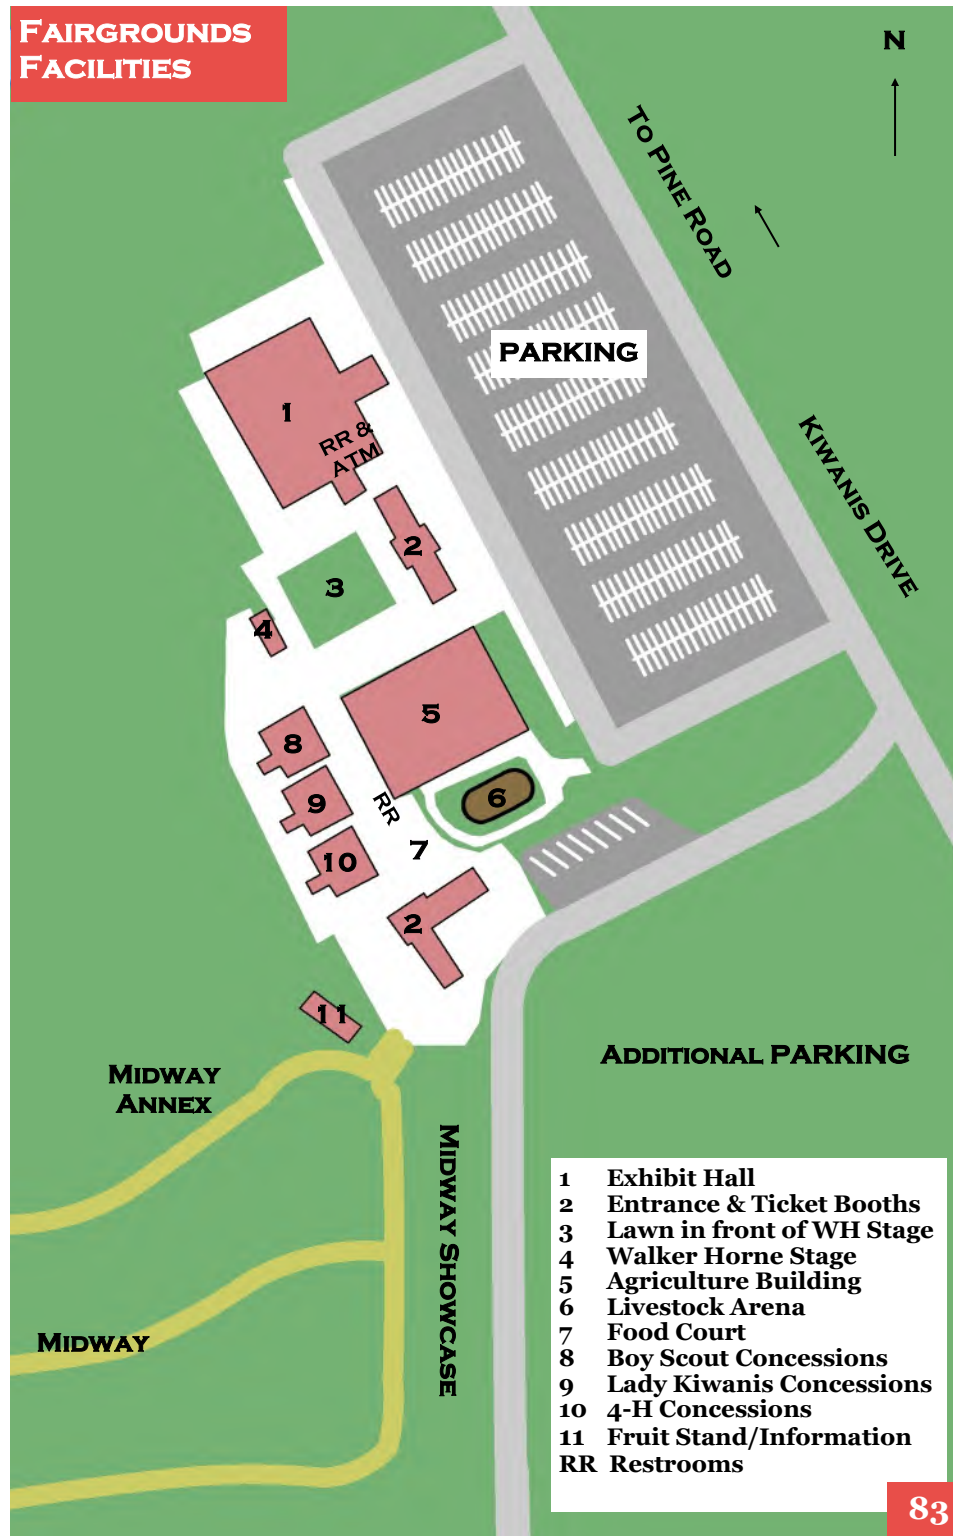 FAIRGROUNDS
FACILITIES
N
TO PINE ROAD
PARKING
KIWANIS DRIVE
1
RR &
ATM
2
3
4
5
8
6
9
RR
7
10
2
11
ADDITIONAL PARKING
MIDWAY
ANNEX
MIDWAY SHOWCASE
MIDWAY
1 Exhibit Hall
2 Entrance & Ticket Booths
3 Lawn in front of WH Stage
4 Walker Horne Stage
5 Agriculture Building
6 Livestock Arena
7 Food Court
8 Boy Scout Concessions
9 Lady Kiwanis Concessions
10 4-H Concessions
11 Fruit Stand/Information
RR Restrooms
83